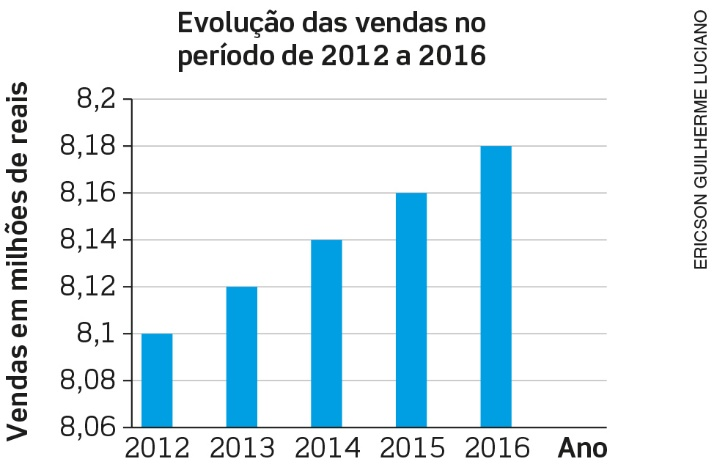 Evolução das vendas no
período de 2012 a 2016
Vendas em milhões de reais
8,2
8,18
8,16
8,14
8,12
8,1
8,08
8,06
2012 2013 2014 2015 2016 Ano
ERICSON GUILHERME LUCIANO